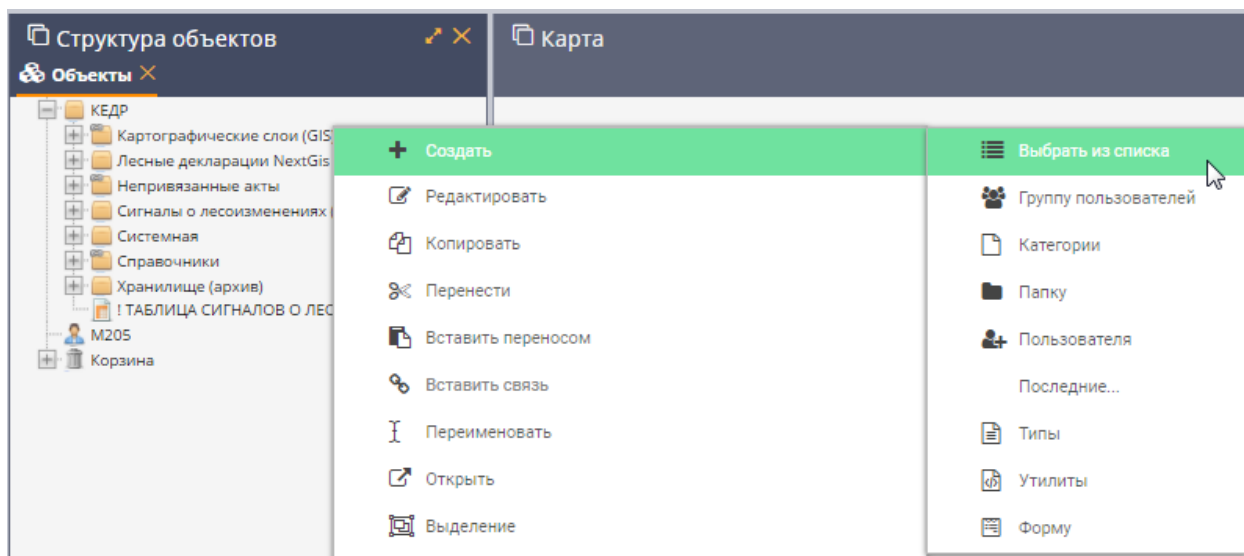 Структура объектов
Карта
Объекты
КЕДР
Картографические слои (GIS)
Лесные декларации NextGis
Непривязанные акты
Сигналы о лесоизменениях (
Системная
Справочники
Хранилище (архив)
! ТАБЛИЦА СИГНАЛОВ О ЛЕС
М205
Корзина
Создать
Редактировать
Копировать
Перенести
Вставить переносом
Вставить связь
Переименовать
Открыть
Выделение
Выбрать из списка
Группу пользователей
Категории
Папку
Пользователя
Последние...
Типы
Утилиты
Форму